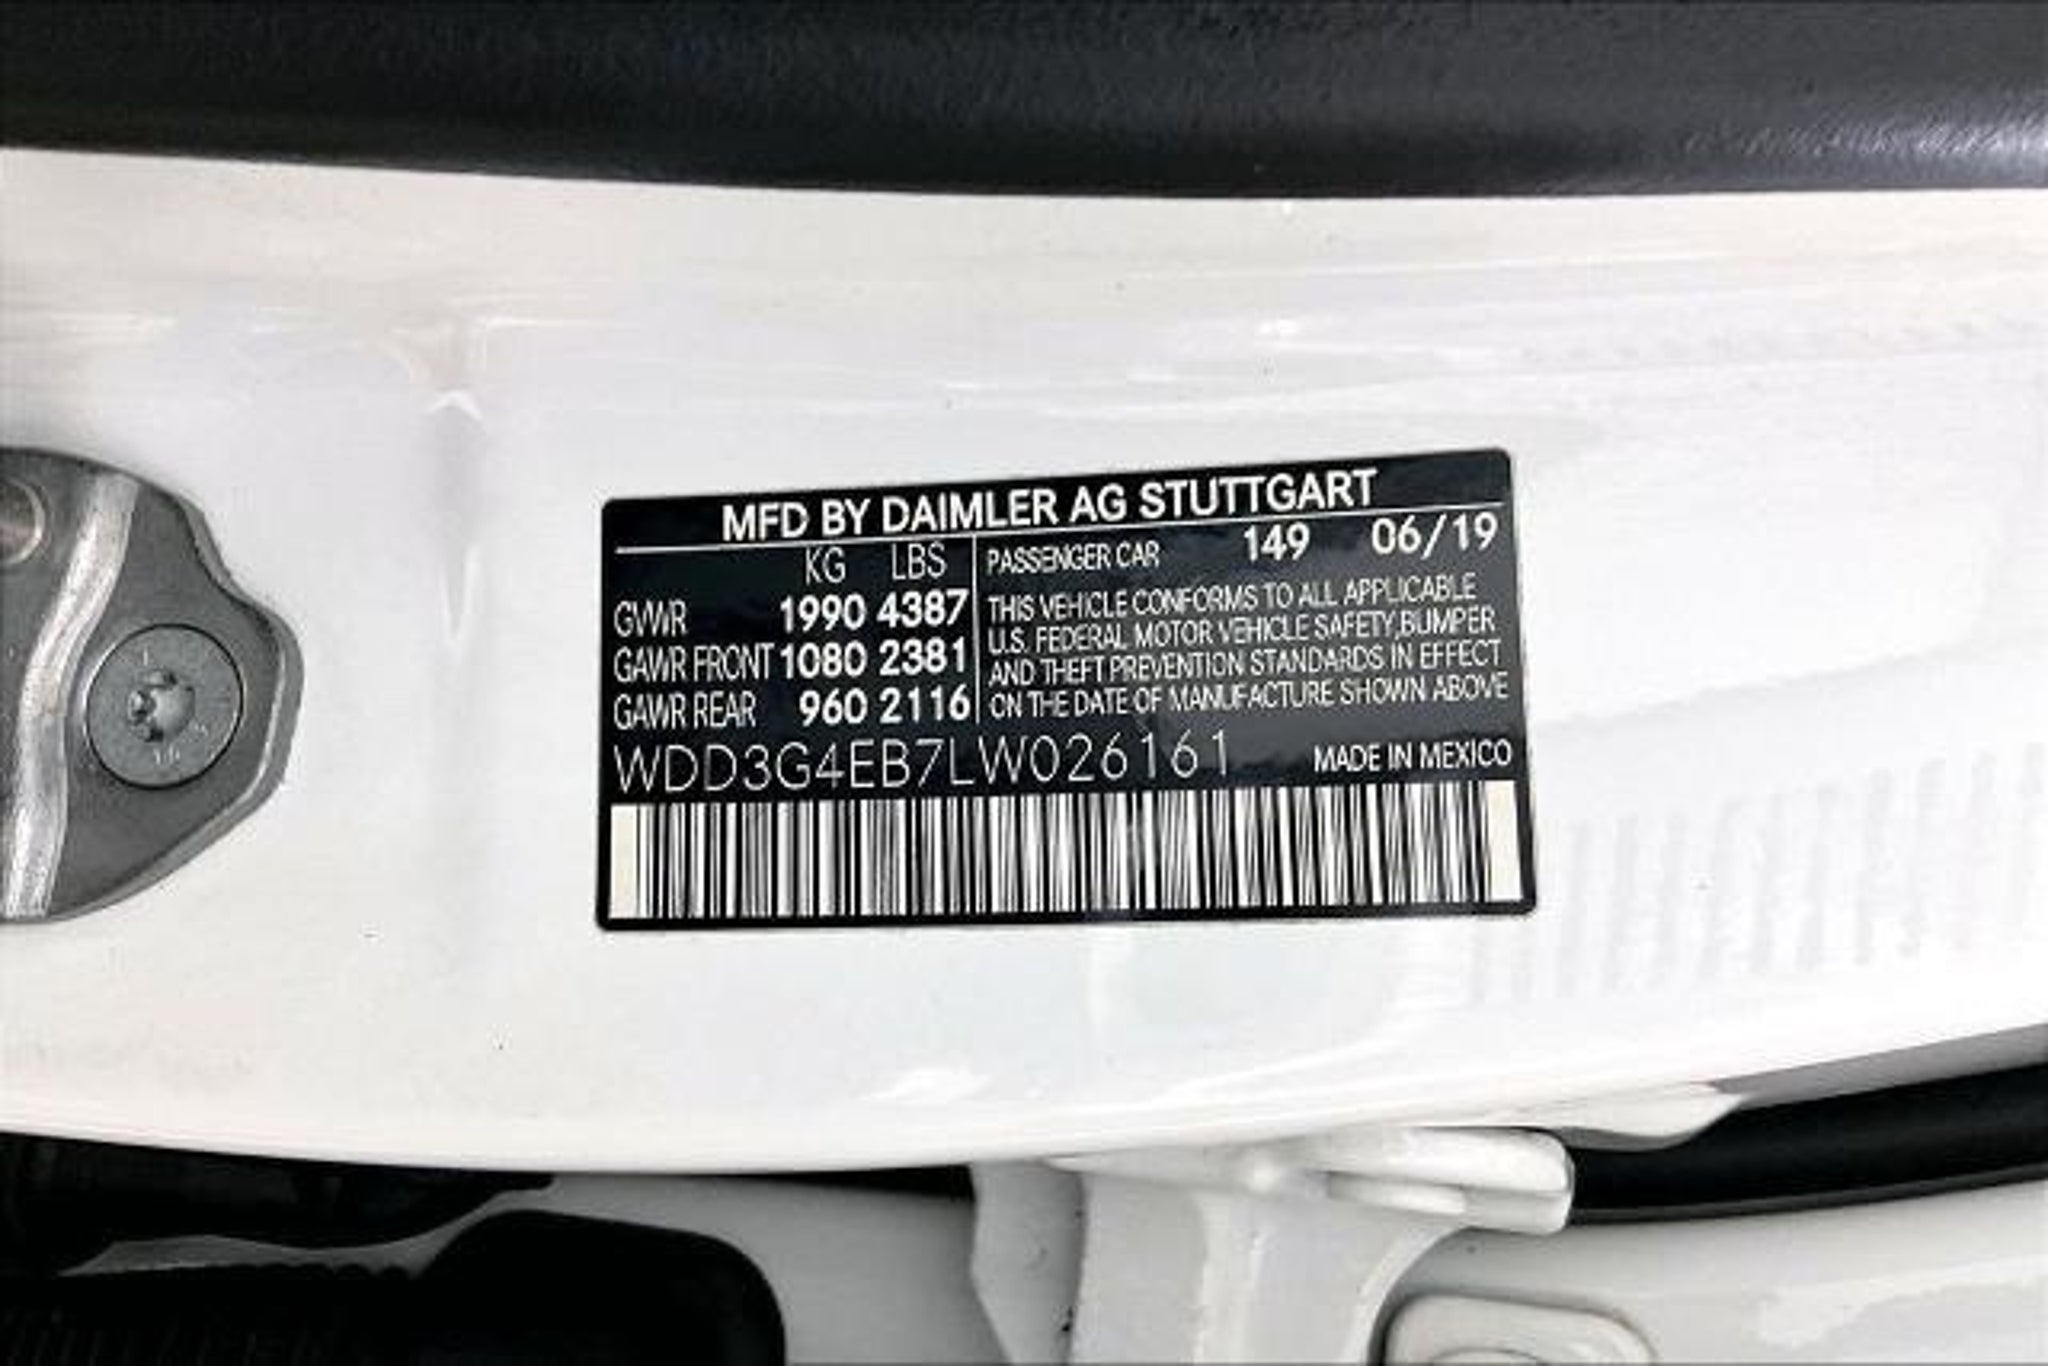 MFD BY DAIMLER AG STUTTGART
KG LBS
GVWR 1990 4387
GAWR FRONT 1080 2381
GAWR REAR 960 2116
PASSENGER CAR 149 06/19
THIS VEHICLE CONFORMS TO ALL APPLICABLE
U.S. FEDERAL MOTOR VEHICLE SAFETY,BUMPER
AND THEFT PREVENTION STANDARDS IN EFFECT
ON THE DATE OF MANUFACTURE SHOWN ABOVE
WDD3G4EB7LW026161 MADE IN MEXICO